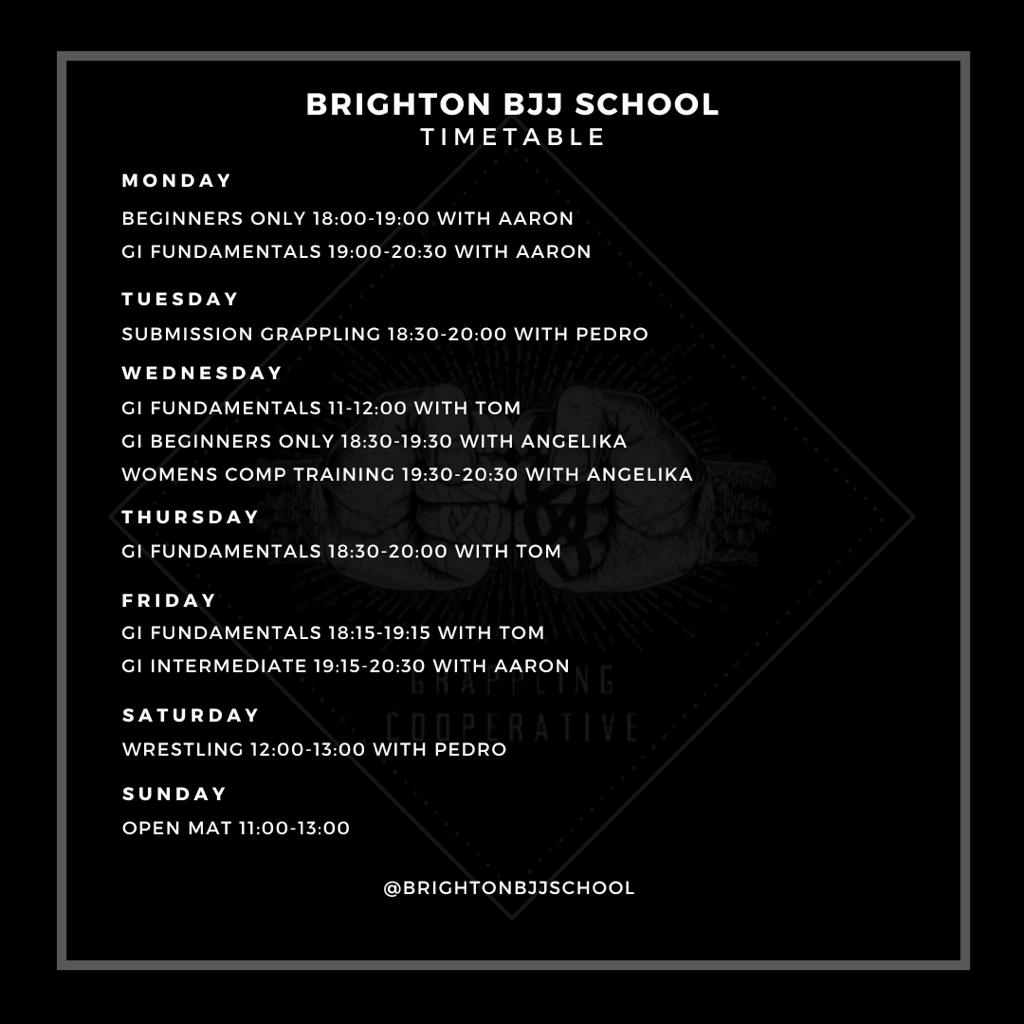 BRIGHTON BJJ SCHOOL
TIMETABLE
MONDAY
BEGINNERS ONLY 18:00-19:00 WITH AARON
GI FUNDAMENTALS 19:00-20:30 WITH AARON
TUESDAY
SUBMISSION GRAPPLING 18:30-20:00 WITH PEDRO
WEDNESDAY
GI FUNDAMENTALS 11-12:00 WITH TOM
GI BEGINNERS ONLY 18:30-19:30 WITH ANGELIKA
WOMENS COMP TRAINING 19:30-20:30 WITH ANGELIKA
THURSDAY
GI FUNDAMENTALS 18:30-20:00 WITH TOM
FRIDAY
GI FUNDAMENTALS 18:15-19:15 WITH TOM
GI INTERMEDIATE 19:15-20:30 WITH AARON
GRAPPLING
COOPERATIVE
SATURDAY
WRESTLING 12:00-13:00 WITH PEDRO
SUNDAY
OPEN MAT 11:00-13:00
@BRIGHTONBJJSCHOOL